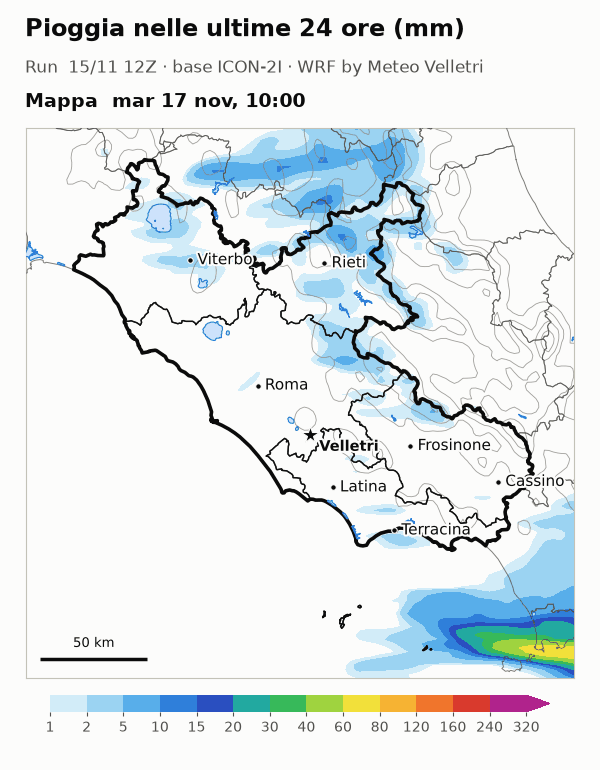 Pioggia nelle ultime 24 ore (mm)
Run  15/11 12Z · base ICON-2I · WRF by Meteo Velletri
Mappa  mar 17 nov, 10:00
Viterbo
Rieti
Roma
Velletri
Frosinone
Latina
Cassino
Terracina
50 km
1 2 5 10 15 20 30 40 60 80 120 160 240 320